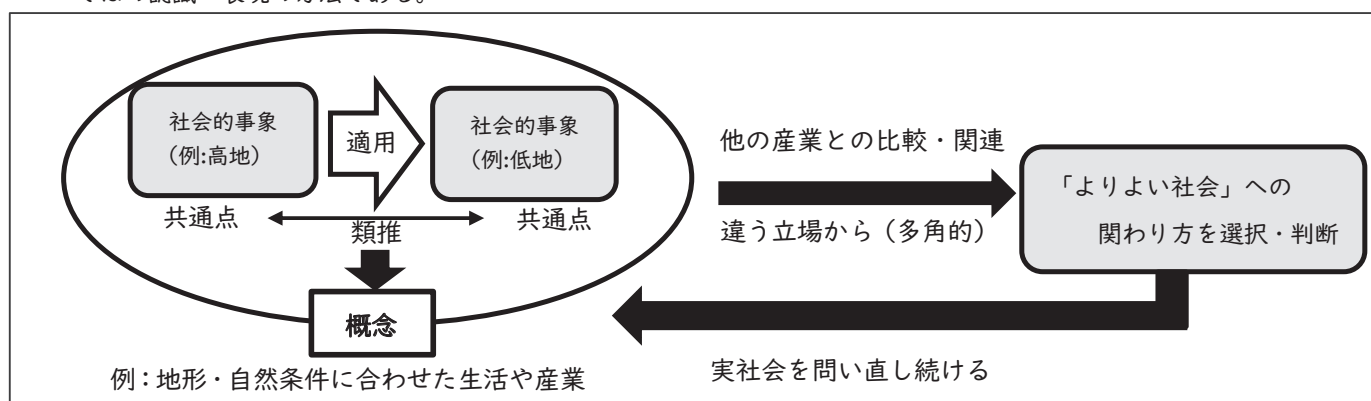 社会的事象
(例:高地)
適用
社会的事象
(例:低地)
共通点
類推
共通点
概念
例:地形・自然条件に合わせた生活や産業
他の産業との比較・関連
違う立場から(多角的)
「よりよい社会」への
関わり方を選択・判断
実社会を問い直し続ける